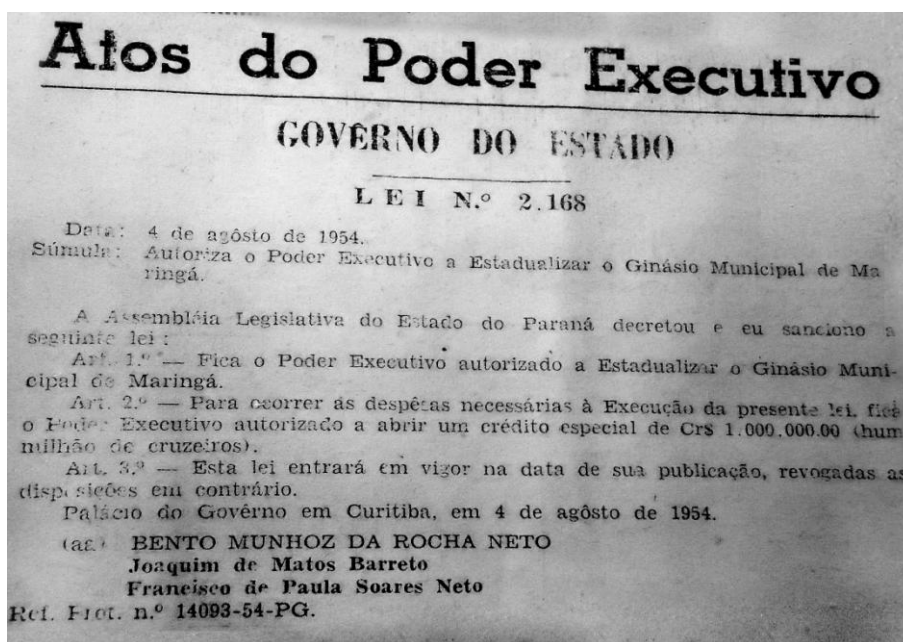 Atos do Poder Executivo
GOVÊRNO DO ESTADO
LEI N.º 2.168
Data: 4 de agôsto de 1954.
Súmula: Autoriza o Poder Executivo a Estadualizar o Ginásio Municipal de Ma
ringá.
A Assembléia Legislativa do Estado do Paraná decretou e eu sanciono a
seguinte lei:
Art. 1.º — Fica o Poder Executivo autorizado a Estadualizar o Ginásio Muni-
cipal de Maringá.
Art. 2.º — Para ocorrer ás despêsas necessárias à Execução da presente lei, fica
o Poder Executivo autorizado a abrir um crédito especial de Cr$ 1.000.000.00 (hum
milhão de cruzeiros).
Art. 3.º — Esta lei entrará em vigor na data de sua publicação, revogadas as
disposições em contrário.
Palácio do Govêrno em Curitiba, em 4 de agôsto de 1954.
(aa) BENTO MUNHOZ DA ROCHA NETO
Joaquim de Matos Barreto
Francisco de Paula Soares Neto
Ref. Prot. n.º 14093-54-PG.